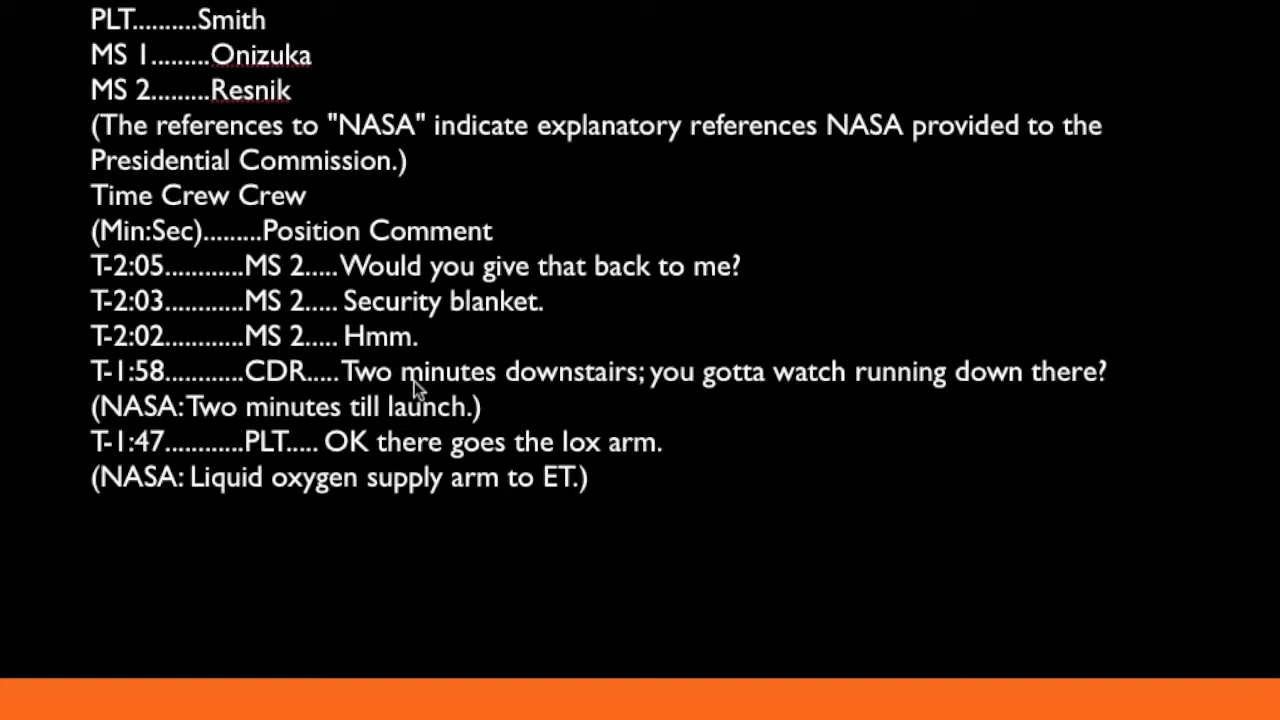 PLT..........Smith
MS 1.........Onizuka
MS 2.........Resnik
(The references to "NASA" indicate explanatory references NASA provided to the
Presidential Commission.)
Time Crew Crew
(Min:Sec).........Position Comment
T-2:05............MS 2.....Would you give that back to me?
T-2:03............MS 2..... Security blanket.
T-2:02............MS 2..... Hmm.
T-1:58............CDR.....Two minutes downstairs; you gotta watch running down there?
(NASA: Two minutes till launch.)
T-1:47............PLT..... OK there goes the lox arm.
(NASA: Liquid oxygen supply arm to ET.)